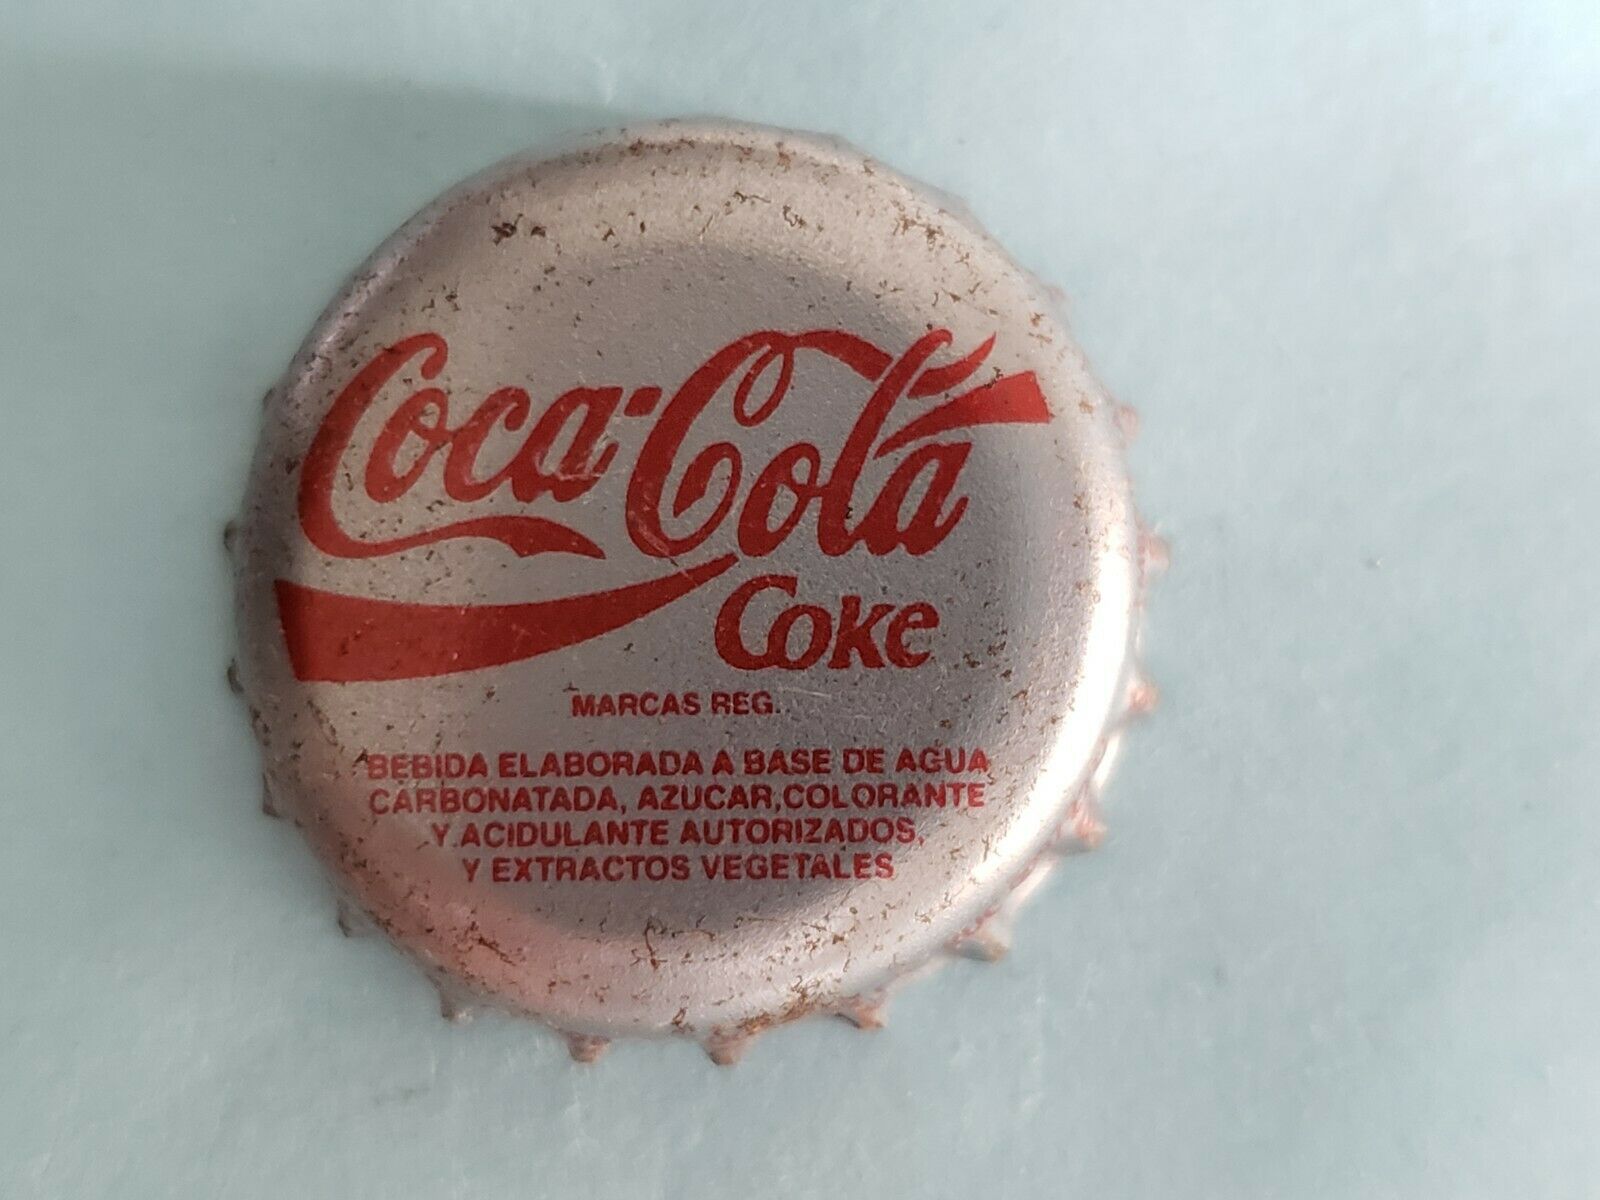 Coca-Cola
Coke
MARCAS REG.
BEBIDA ELABORADA A BASE DE AGUA
CARBONATADA, AZUCAR, COLORANTE
Y ACIDULANTE AUTORIZADOS,
Y EXTRACTOS VEGETALES